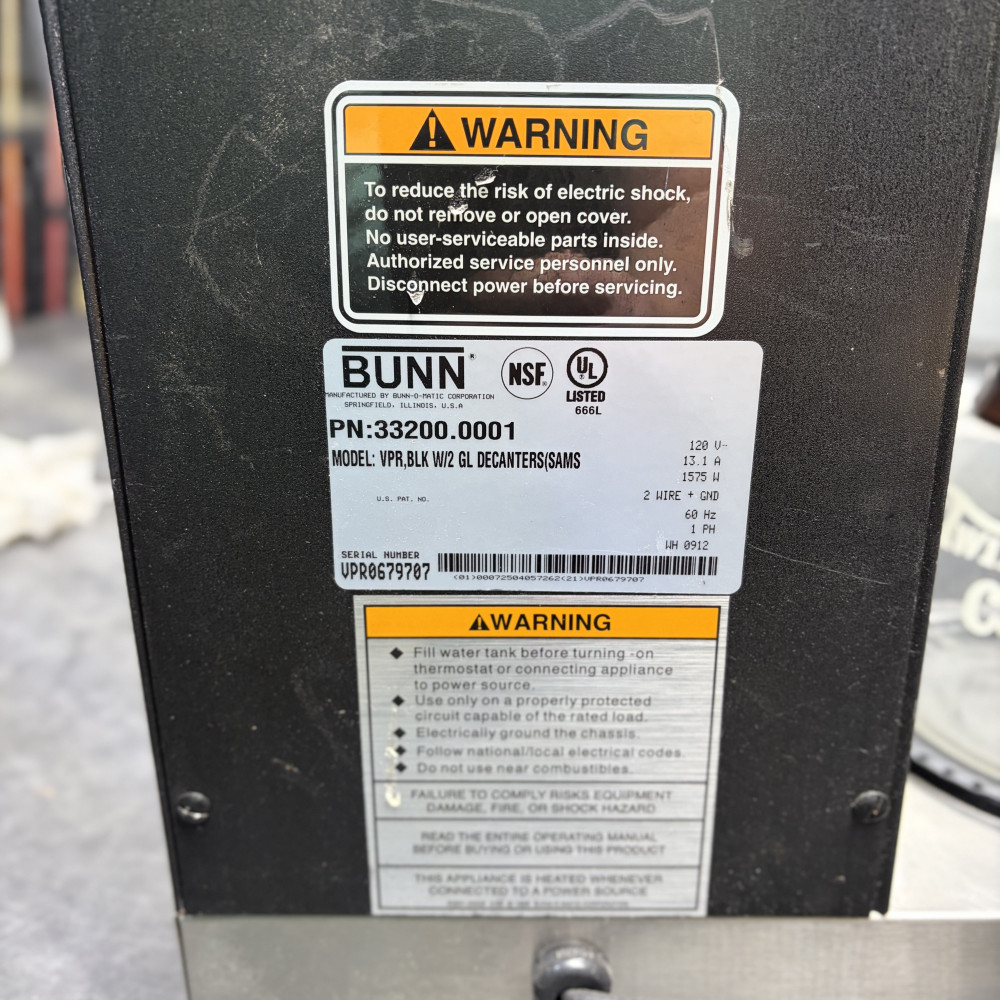 WARNING
To reduce the risk of electric shock,
do not remove or open cover.
No user-serviceable parts inside.
Authorized service personnel only.
Disconnect power before servicing.
BUNN®
NSF®
UL®
LISTED
666L
MANUFACTURED BY BUNN-O-MATIC CORPORATION
SPRINGFIELD, ILLINOIS, U.S.A
PN:33200.0001
MODEL: VPR,BLK W/2 GL DECANTERS(SAMS
120 V~
13.1 A
1575 W
2 WIRE + GND
60 Hz
1 PH
WH 0912
U.S. PAT. NO.
SERIAL NUMBER
VPR0679707
(01)00072504057262(21)VPR0679707
WARNING
◆ Fill water tank before turning -on
thermostat or connecting appliance
to power source.
◆ Use only on a properly protected
circuit capable of the rated load.
◆ Electrically ground the chassis.
◆ Follow national/local electrical codes.
◆ Do not use near combustibles.
FAILURE TO COMPLY RISKS EQUIPMENT
DAMAGE, FIRE, OR SHOCK HAZARD
READ THE ENTIRE OPERATING MANUAL
BEFORE BUYING OR USING THIS PRODUCT
THIS APPLIANCE IS HEATED WHENEVER
CONNECTED TO A POWER SOURCE